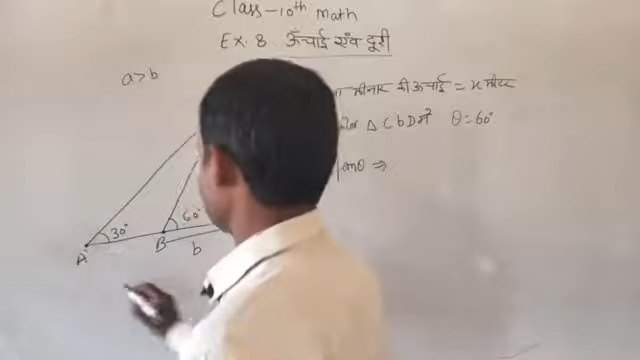 Class-10th math
Ex. 8 ऊँचाई एवं दूरी
a>b
मीनार की ऊंचाई = x मीटर
Δ CBD में θ=60°
tanθ ⇒
30°
60°
A
B
b